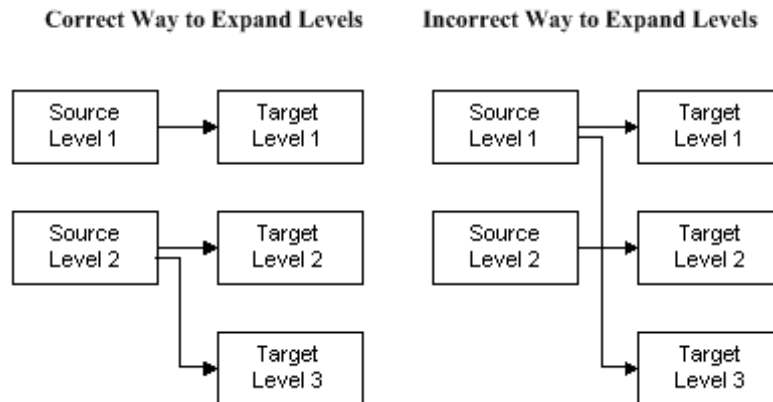 Correct Way to Expand Levels
Incorrect Way to Expand Levels
Source
Level 1
Target
Level 1
Source
Level 1
Target
Level 1
Source
Level 2
Target
Level 2
Source
Level 2
Target
Level 2
Target
Level 3
Target
Level 3